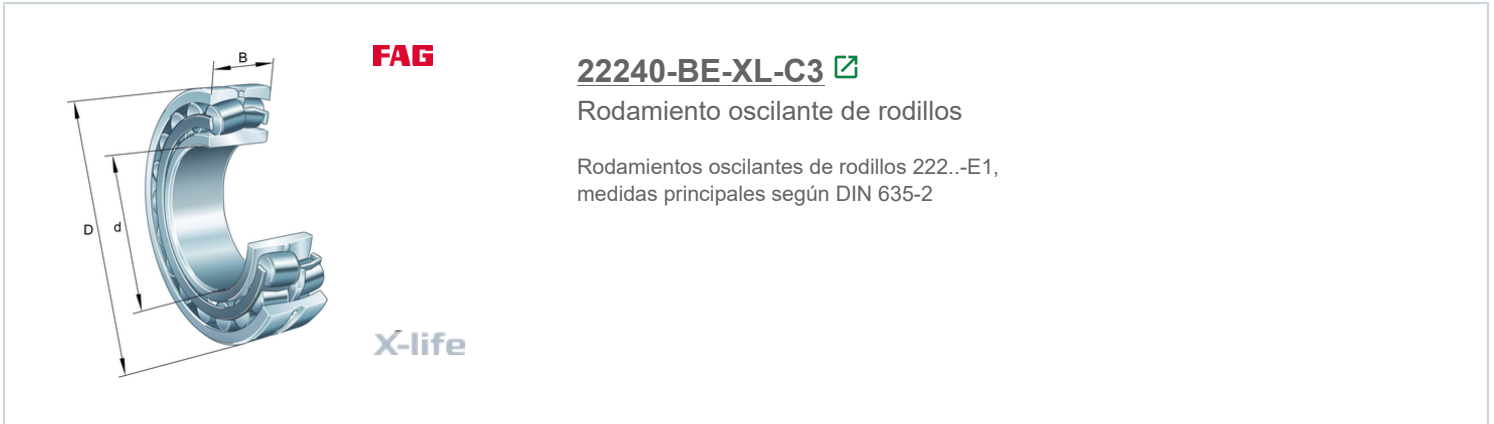 B
FAG
22240-BE-XL-C3
Rodamiento oscilante de rodillos
Rodamientos oscilantes de rodillos 222..-E1,
medidas principales según DIN 635-2
D
d
X-life